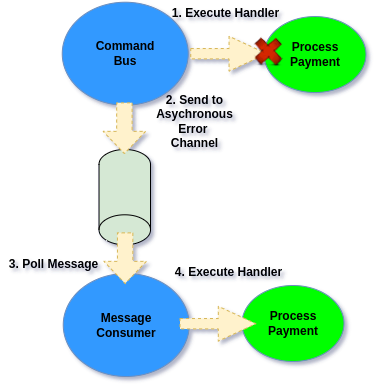 1. Execute Handler
Command
Bus
Process
Payment
2. Send to
Asychronous
Error
Channel
3. Poll Message
4. Execute Handler
Message
Consumer
Process
Payment